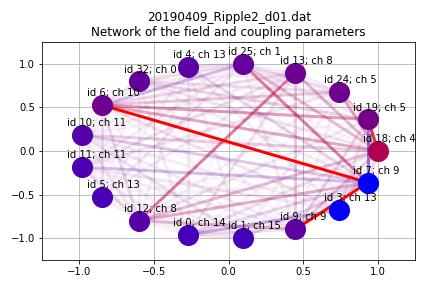 20190409_Ripple2_d01.dat
Network of the field and coupling parameters
id 25; ch 1
id 4; ch 13
id 13; ch 8
id 32; ch 0
id 24; ch 5
id 6; ch 10
id 19; ch 5
id 10; ch 11
id 18; ch 4
id 11; ch 11
id 7; ch 9
id 5; ch 13
id 3; ch 13
id 12; ch 8
id 9; ch 9
id 0; ch 14
id 1; ch 15
1.0
0.5
0.0
−0.5
−1.0
−1.0 −0.5 0.0 0.5 1.0